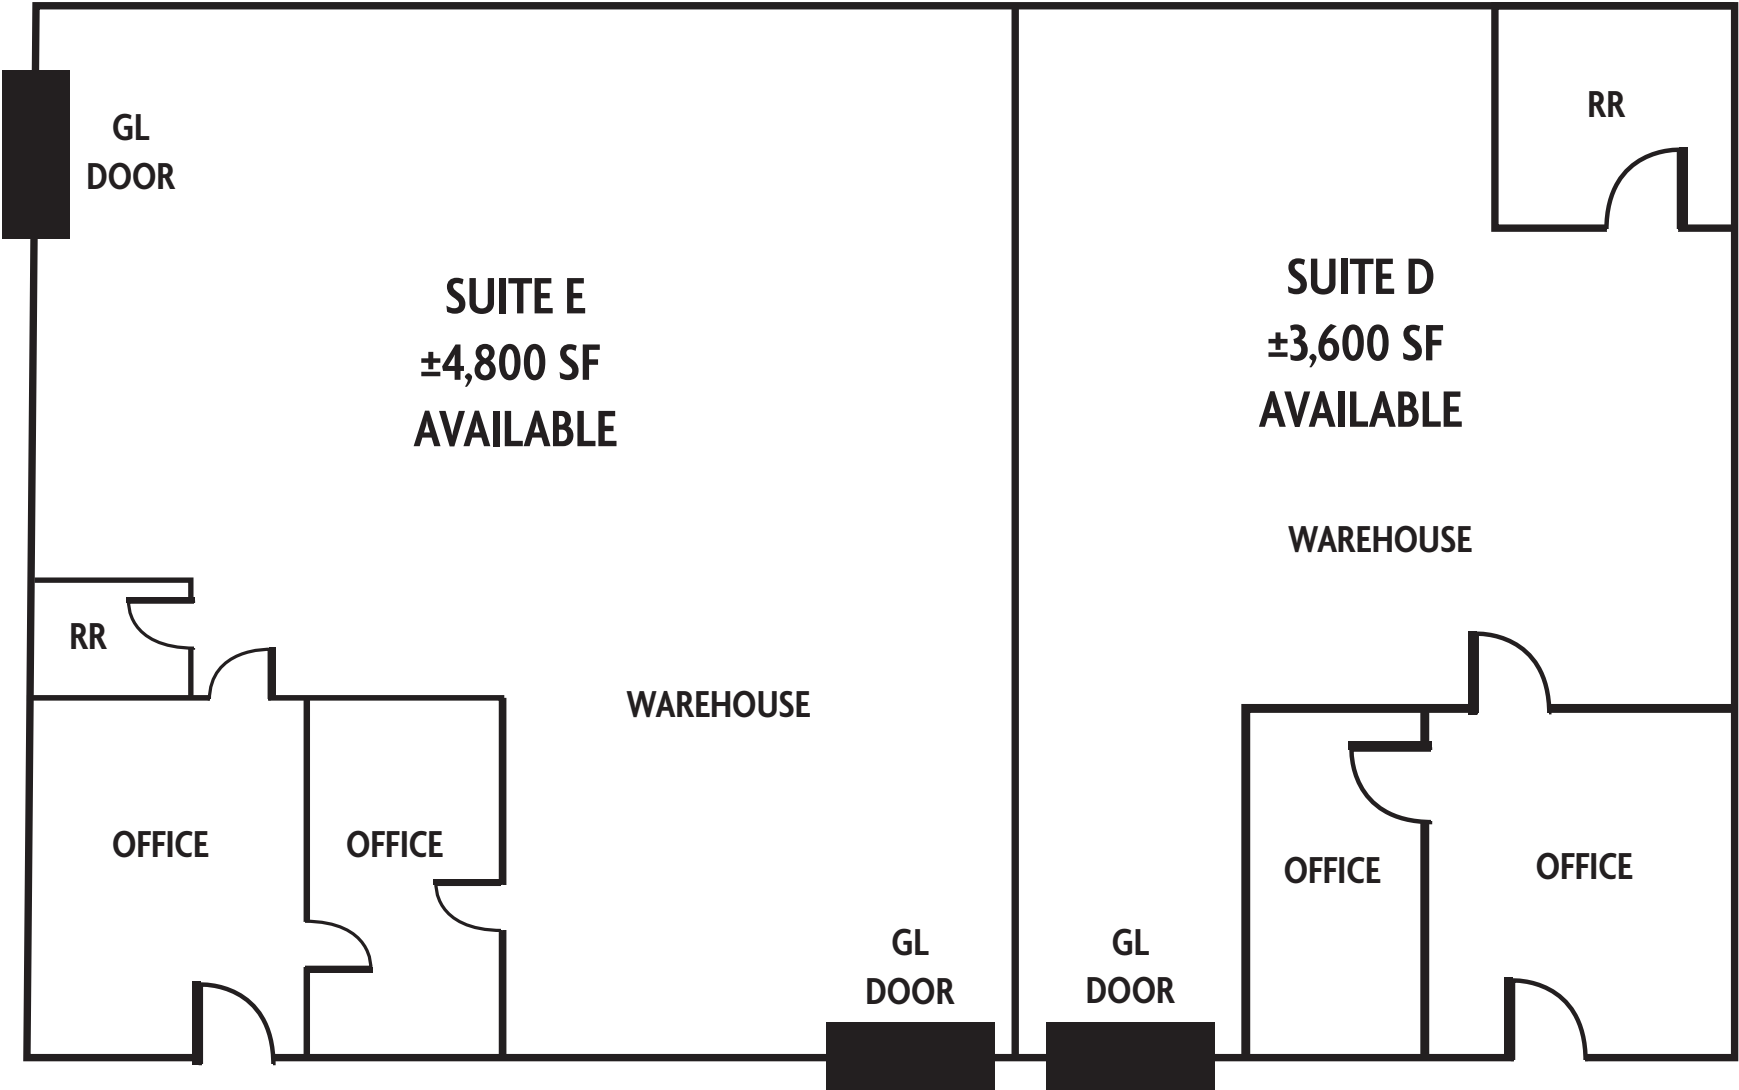 GL
DOOR
SUITE E
±4,800 SF
AVAILABLE
RR
WAREHOUSE
OFFICE
OFFICE
GL
DOOR
RR
SUITE D
±3,600 SF
AVAILABLE
WAREHOUSE
OFFICE
OFFICE
GL
DOOR